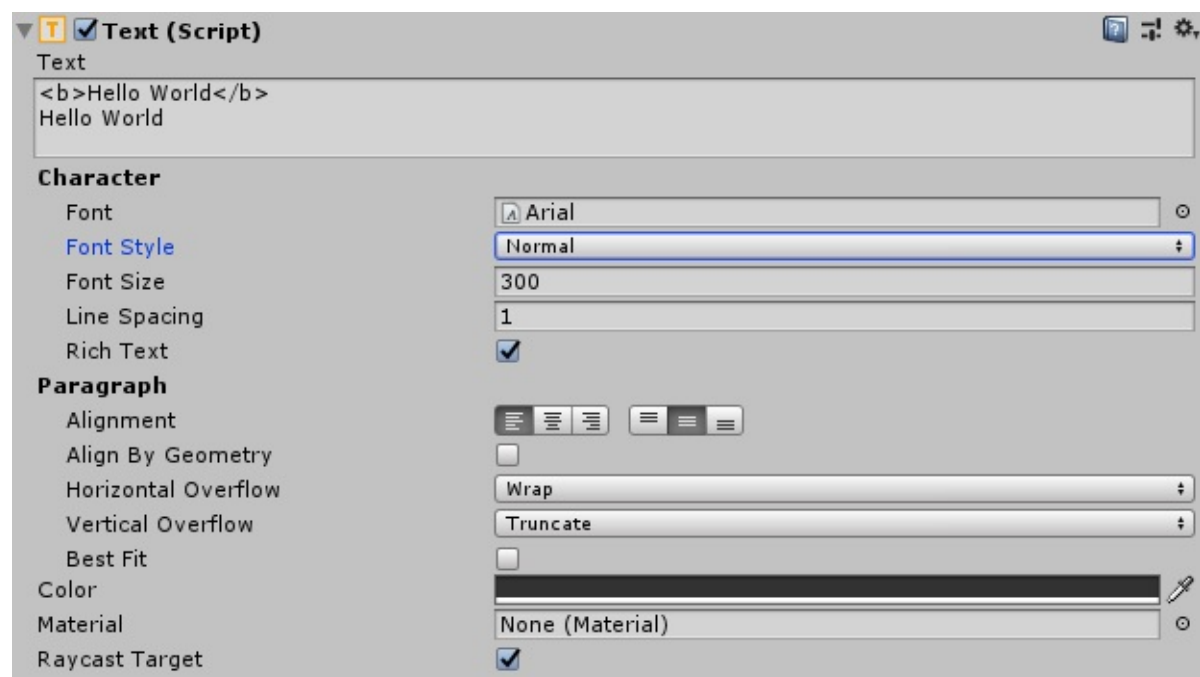 Text (Script)
Text
<b>Hello World</b>
Hello World
Character
Font Arial
Font Style Normal
Font Size 300
Line Spacing 1
Rich Text
Paragraph
Alignment
Align By Geometry
Horizontal Overflow Wrap
Vertical Overflow Truncate
Best Fit
Color
Material None (Material)
Raycast Target